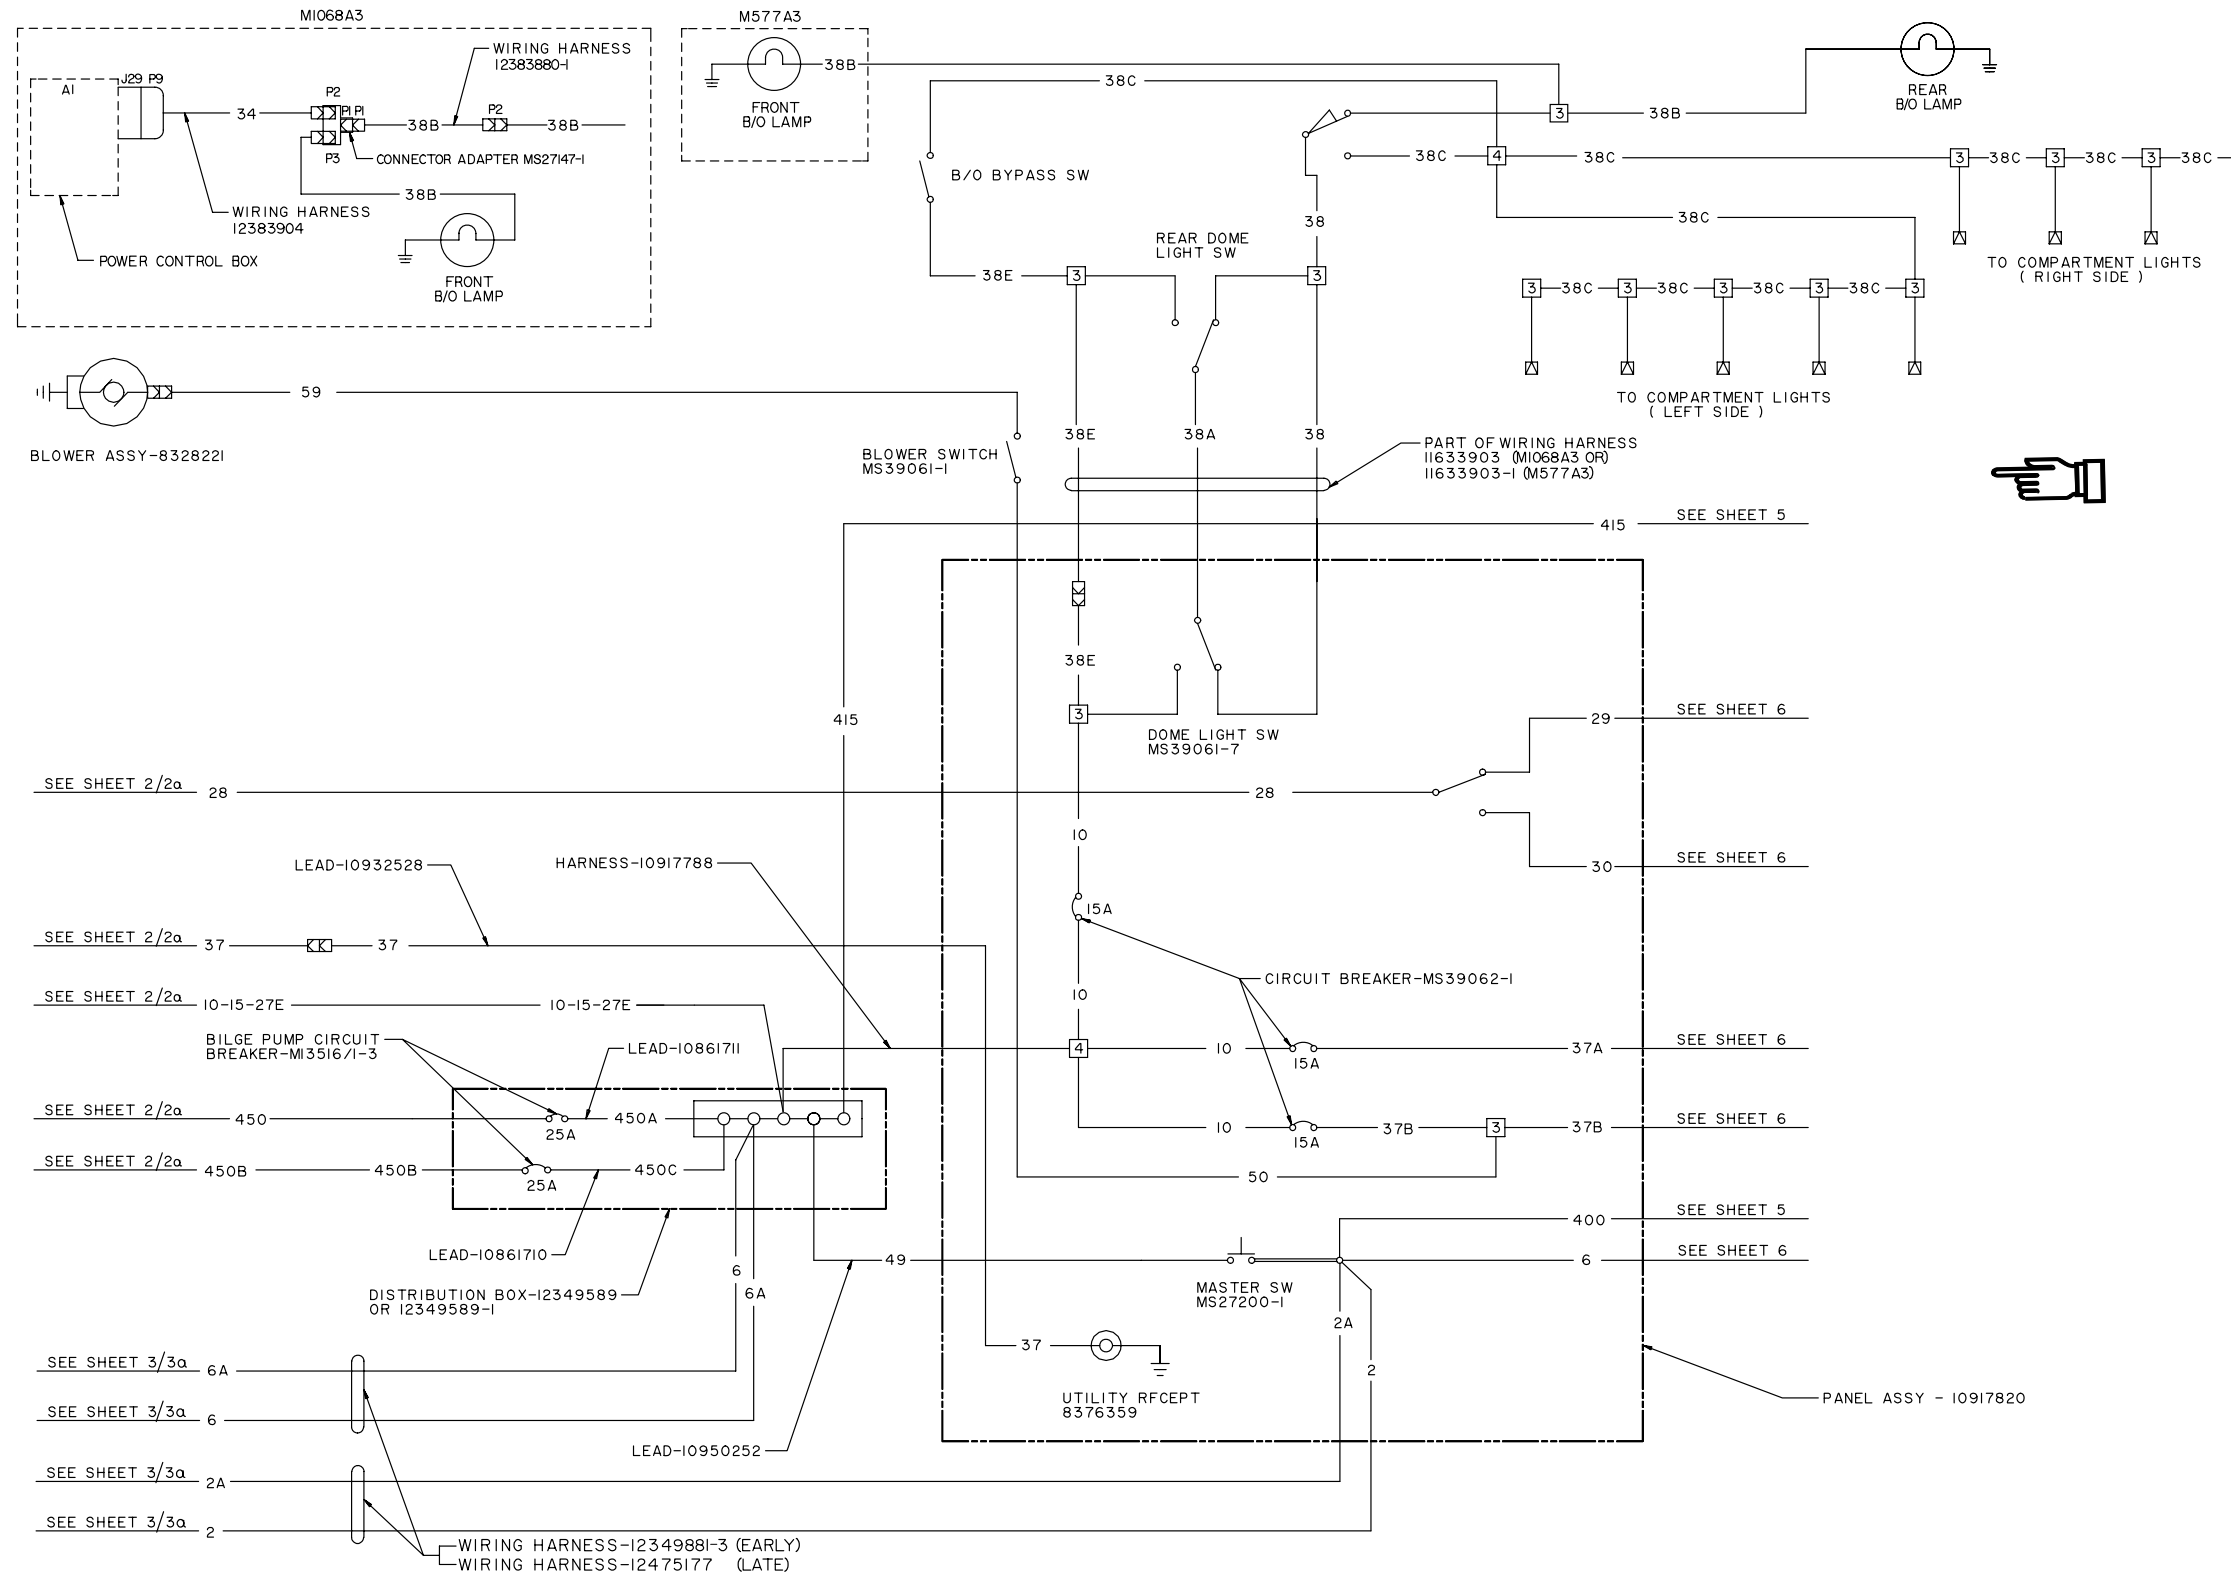 M1068A3
M577A3
A1
J29 P9
34
P2
P1 P1
P3
38B
P2
38B
WIRING HARNESS
12383880-1
CONNECTOR ADAPTER MS27147-1
38B
WIRING HARNESS
12383904
POWER CONTROL BOX
FRONT
B/O LAMP
FRONT
B/O LAMP
38B
38C
3
38B
REAR
B/O LAMP
B/O BYPASS SW
38C
4
38C
3
38C
3
38C
3
38C
38
38C
REAR DOME
LIGHT SW
TO COMPARTMENT LIGHTS
( RIGHT SIDE )
38E
3
3
3
38C
3
38C
3
38C
3
38C
3
TO COMPARTMENT LIGHTS
( LEFT SIDE )
59
BLOWER ASSY-8328221
BLOWER SWITCH
MS39061-1
38E
38A
38
PART OF WIRING HARNESS
11633903 (M1068A3 OR)
11633903-1 (M577A3)
415
SEE SHEET 5
38E
3
415
DOME LIGHT SW
MS39061-7
29
SEE SHEET 6
SEE SHEET 2/2a
28
28
10
30
SEE SHEET 6
LEAD-10932528
HARNESS-10917788
15A
SEE SHEET 2/2a
37
37
CIRCUIT BREAKER-MS39062-1
10
SEE SHEET 2/2a
10-15-27E
10-15-27E
BILGE PUMP CIRCUIT
BREAKER-M13516/1-3
LEAD-10861711
4
10
15A
37A
SEE SHEET 6
SEE SHEET 2/2a
450
25A
450A
10
15A
37B
3
37B
SEE SHEET 6
SEE SHEET 2/2a
450B
450B
25A
450C
50
LEAD-10861710
400
SEE SHEET 5
49
6
SEE SHEET 6
6
6A
DISTRIBUTION BOX-12349589
OR 12349589-1
MASTER SW
MS27200-1
2A
37
2
SEE SHEET 3/3a
6A
UTILITY RFCEPT
8376359
PANEL ASSY - 10917820
SEE SHEET 3/3a
6
LEAD-10950252
SEE SHEET 3/3a
2A
SEE SHEET 3/3a
2
WIRING HARNESS-12349881-3 (EARLY)
WIRING HARNESS-12475177 (LATE)